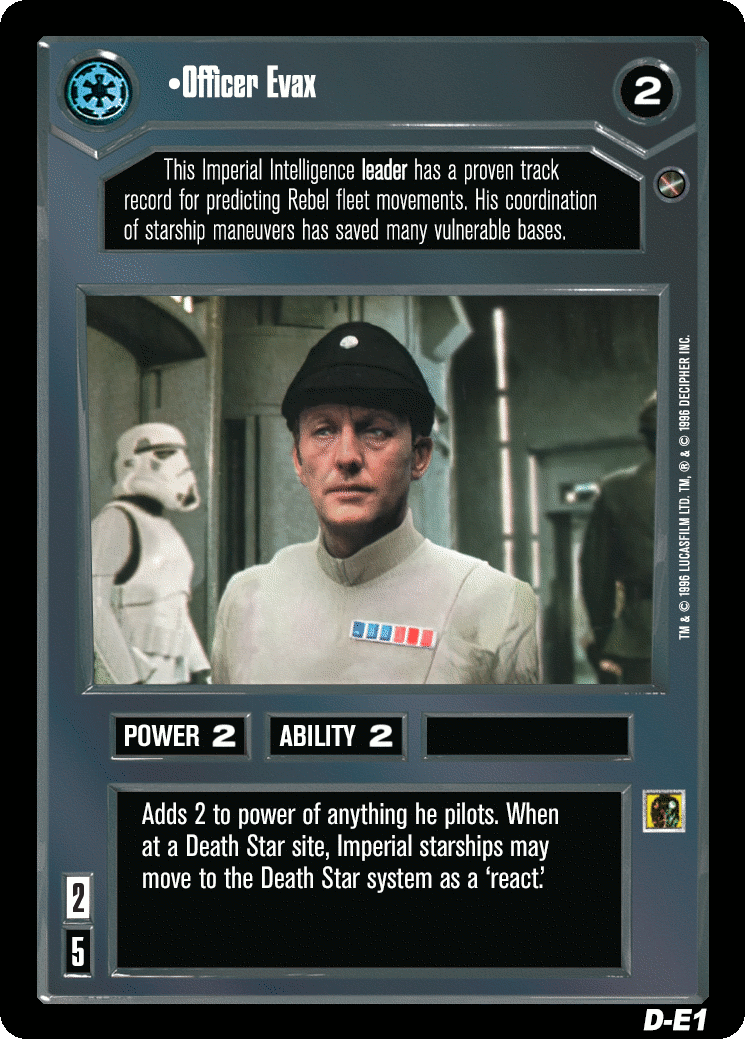 •Officer Evax
2
This Imperial Intelligence leader has a proven track
record for predicting Rebel fleet movements. His coordination
of starship maneuvers has saved many vulnerable bases.
TM & © 1996 LUCASFILM LTD. TM, ® & © 1996 DECIPHER INC.
POWER 2
ABILITY 2
Adds 2 to power of anything he pilots. When
at a Death Star site, Imperial starships may
move to the Death Star system as a ‘react.’
2
5
D-E1